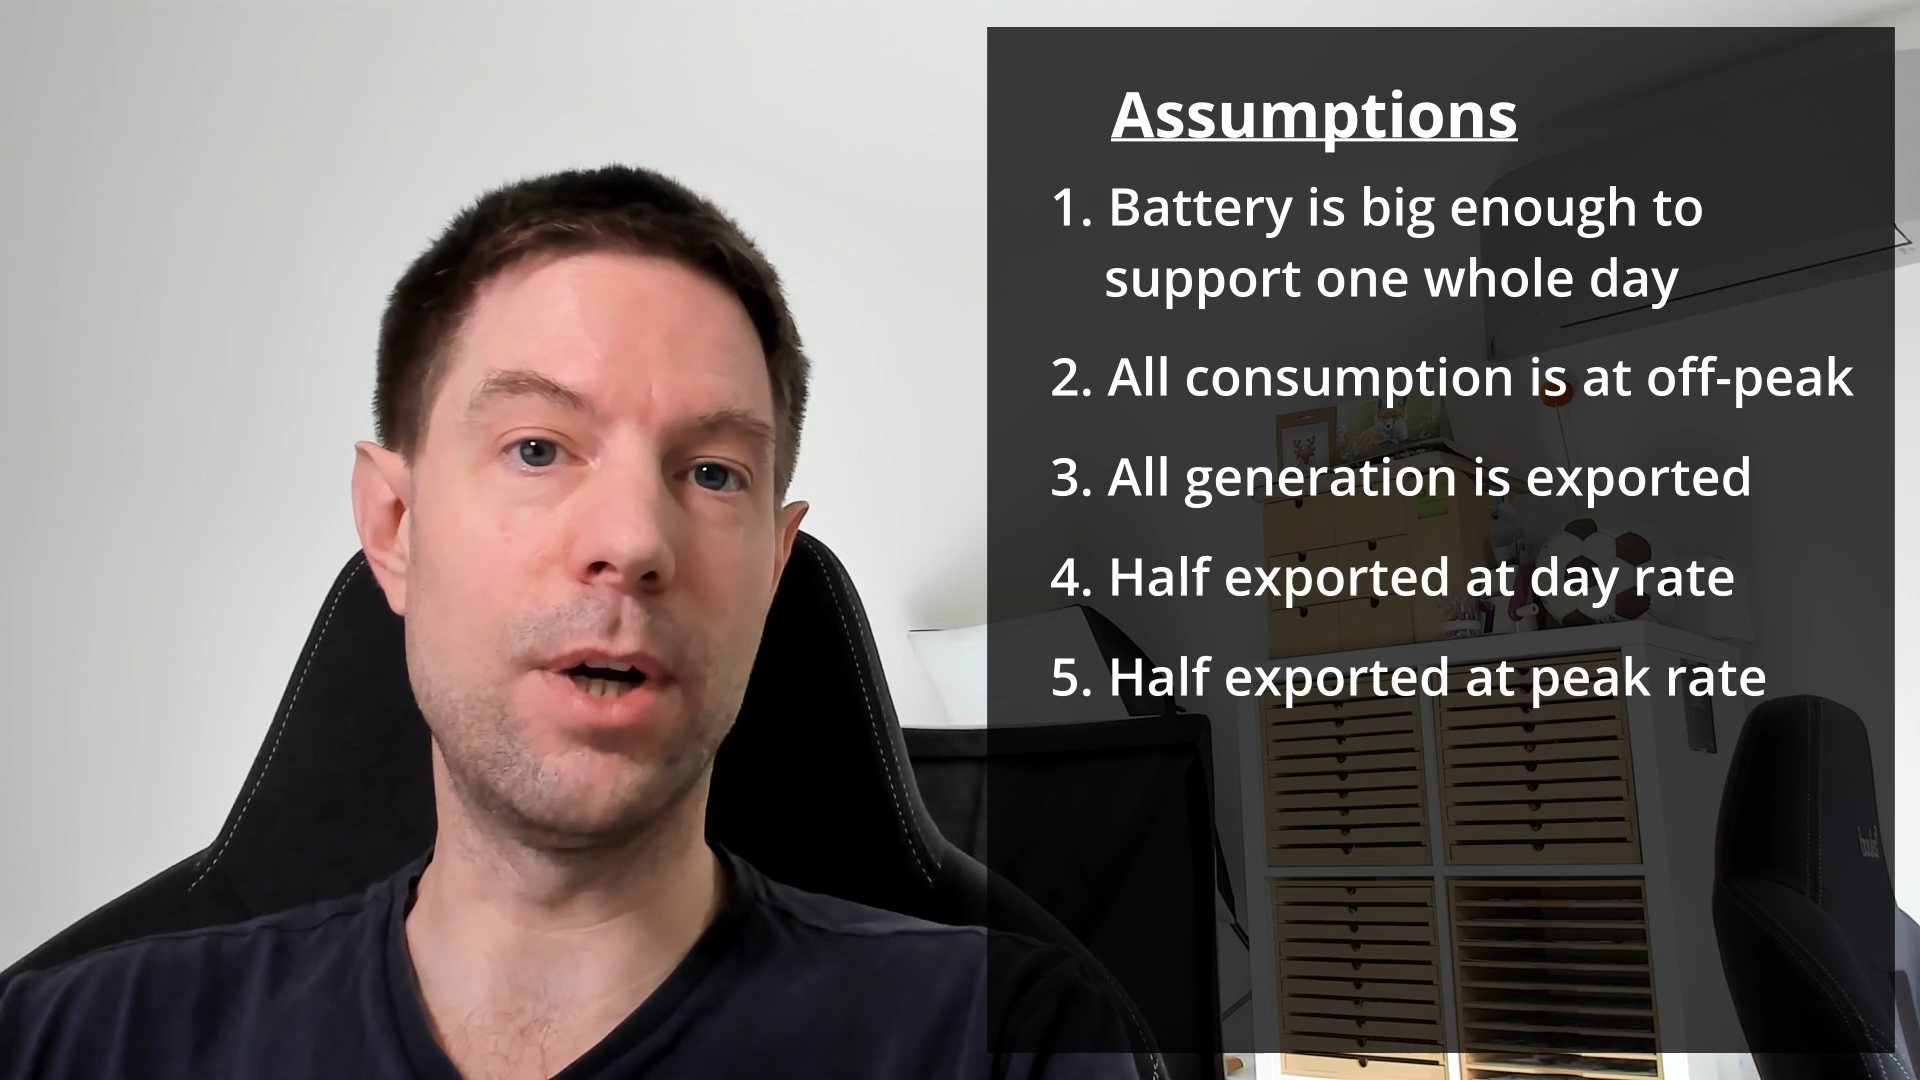 Assumptions
1. Battery is big enough to
support one whole day
2. All consumption is at off-peak
3. All generation is exported
4. Half exported at day rate
5. Half exported at peak rate